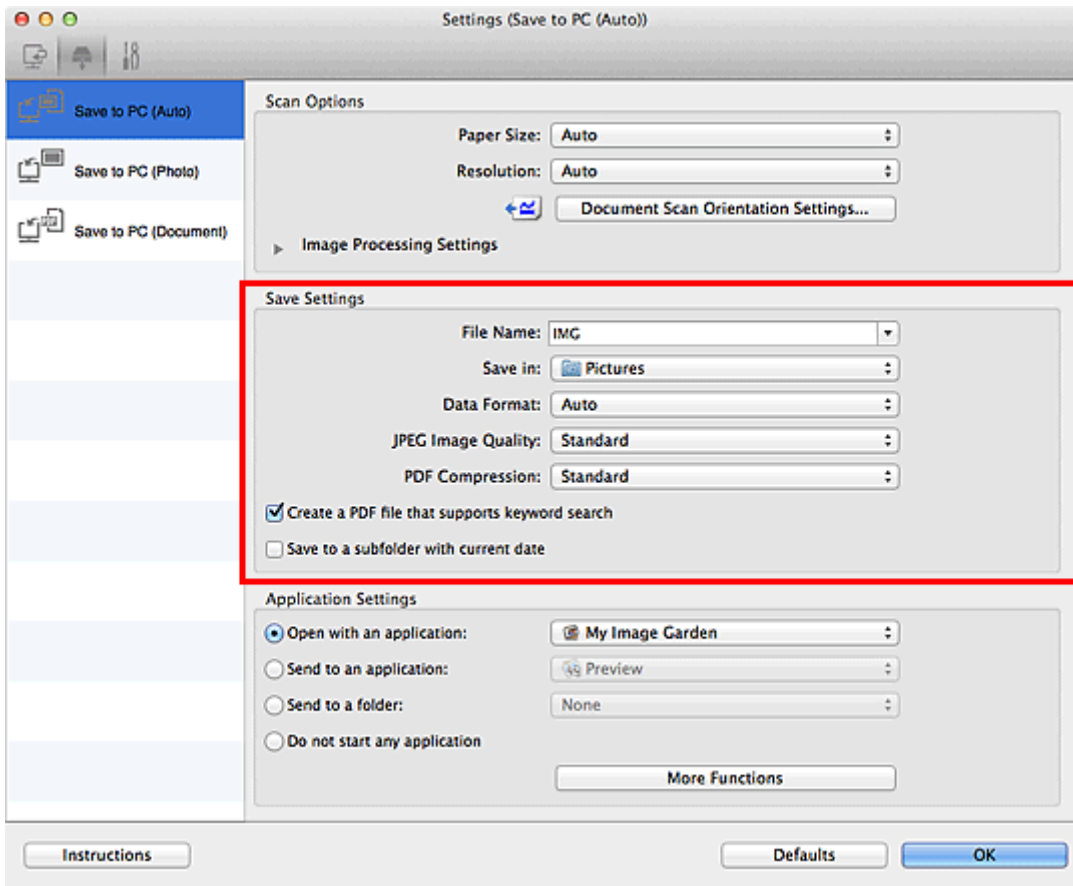 Settings (Save to PC (Auto))
Save to PC (Auto)
Save to PC (Photo)
Save to PC (Document)
Scan Options
Paper Size: Auto
Resolution: Auto
Document Scan Orientation Settings...
Image Processing Settings
Save Settings
File Name: IMG
Save in: Pictures
Data Format: Auto
JPEG Image Quality: Standard
PDF Compression: Standard
Create a PDF file that supports keyword search
Save to a subfolder with current date
Application Settings
Open with an application: My Image Garden
Send to an application: Preview
Send to a folder: None
Do not start any application
More Functions
Instructions Defaults OK